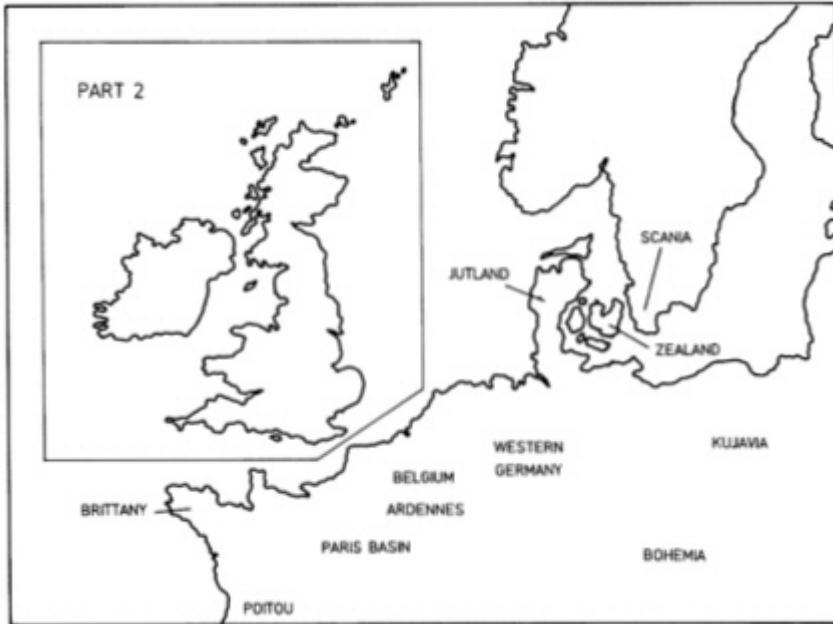 PART 2
SCANIA
JUTLAND
ZEALAND
WESTERN
GERMANY
KUJAVIA
BELGIUM
BRITTANY
ARDENNES
PARIS BASIN
BOHEMIA
POITOU